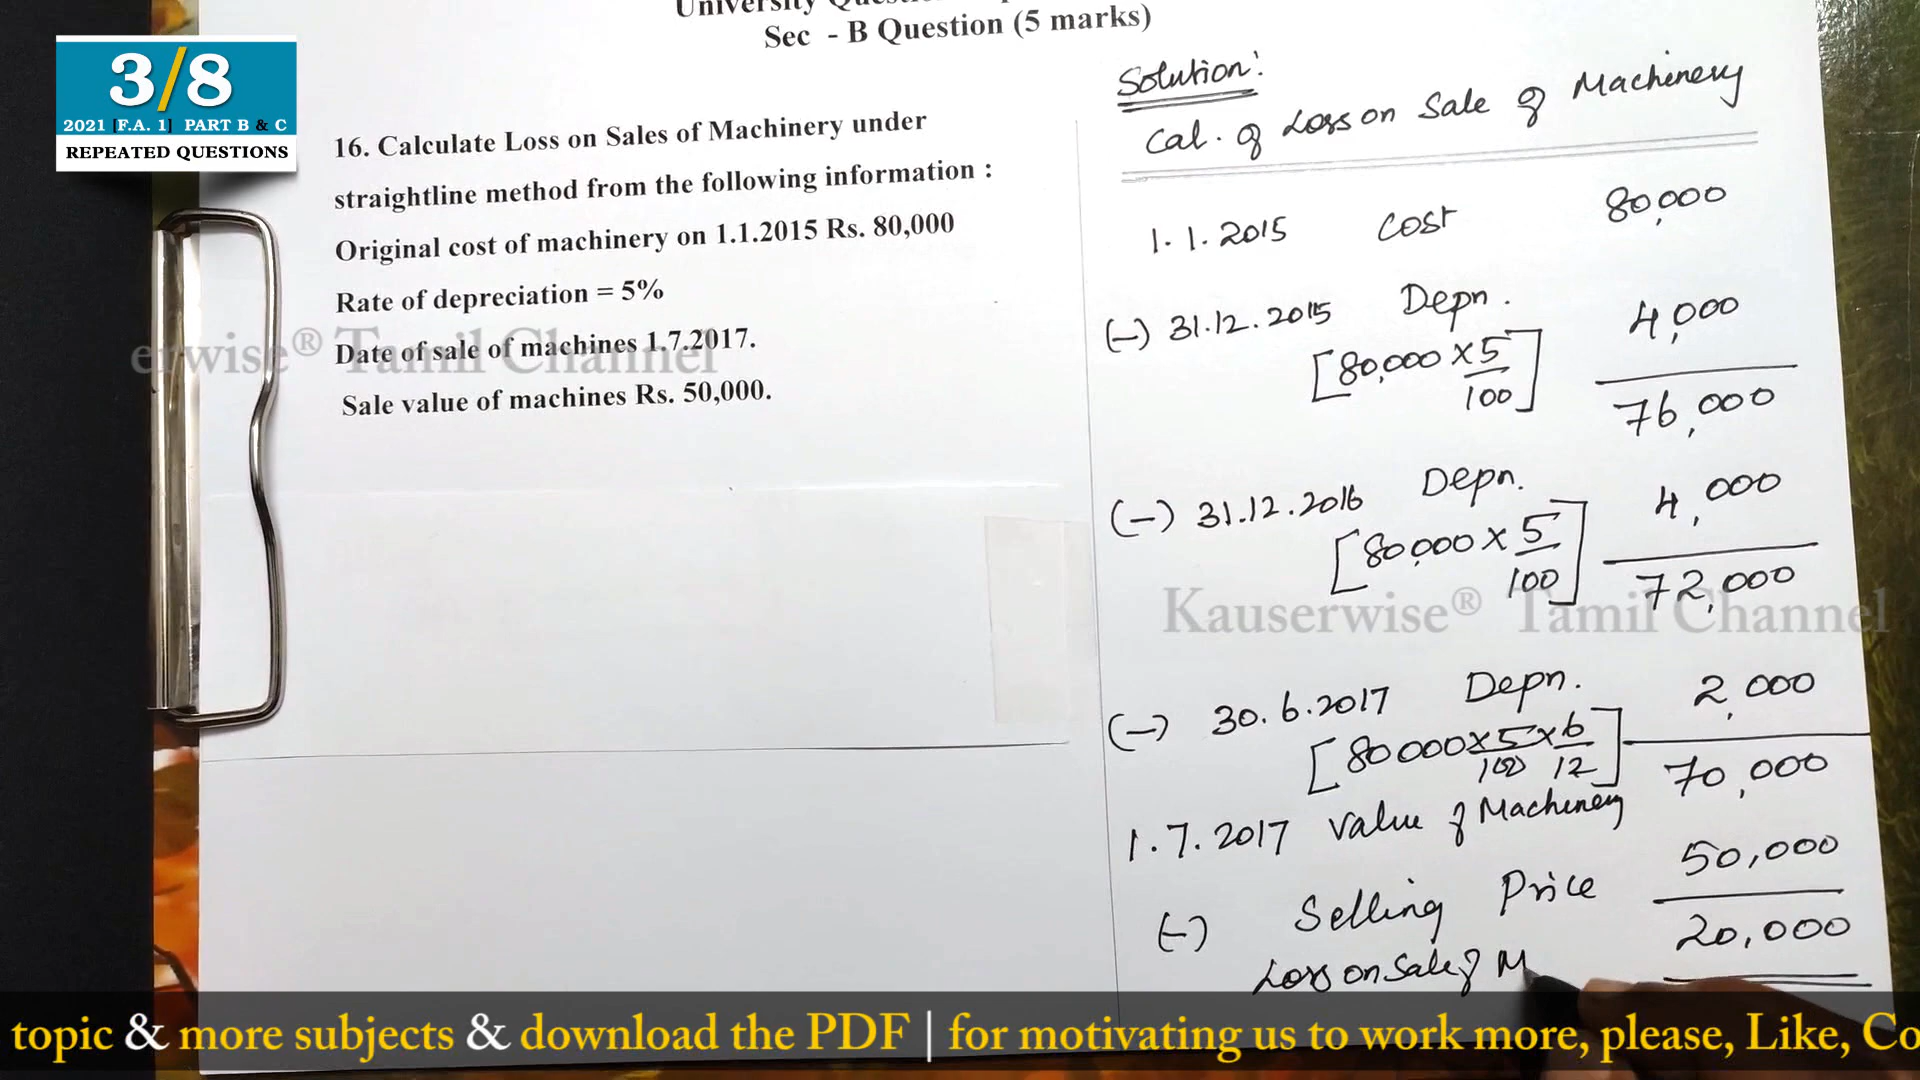 3/8
2021 [F.A. 1] PART B & C
REPEATED QUESTIONS
Sec - B Question (5 marks)
16. Calculate Loss on Sales of Machinery under
straightline method from the following information :
Original cost of machinery on 1.1.2015 Rs. 80,000
Rate of depreciation = 5%
Date of sale of machines 1.7.2017.
Sale value of machines Rs. 50,000.
erwise® Tamil Channel
Solution:
Cal. of Loss on Sale of Machinery
1.1.2015 Cost 80,000
(-) 31.12.2015 Depn. 4,000
[80,000 x 5/100]
76,000
(-) 31.12.2016 Depn. 4,000
[80,000 x 5/100]
72,000
Kauserwise® Tamil Channel
(-) 30.6.2017 Depn. 2,000
[80000 x 5/100 x 6/12]
70,000
1.7.2017 Value of Machinery
(-) Selling Price 50,000
Loss on Sale of M 20,000
topic & more subjects & download the PDF | for motivating us to work more, please, Like, Co